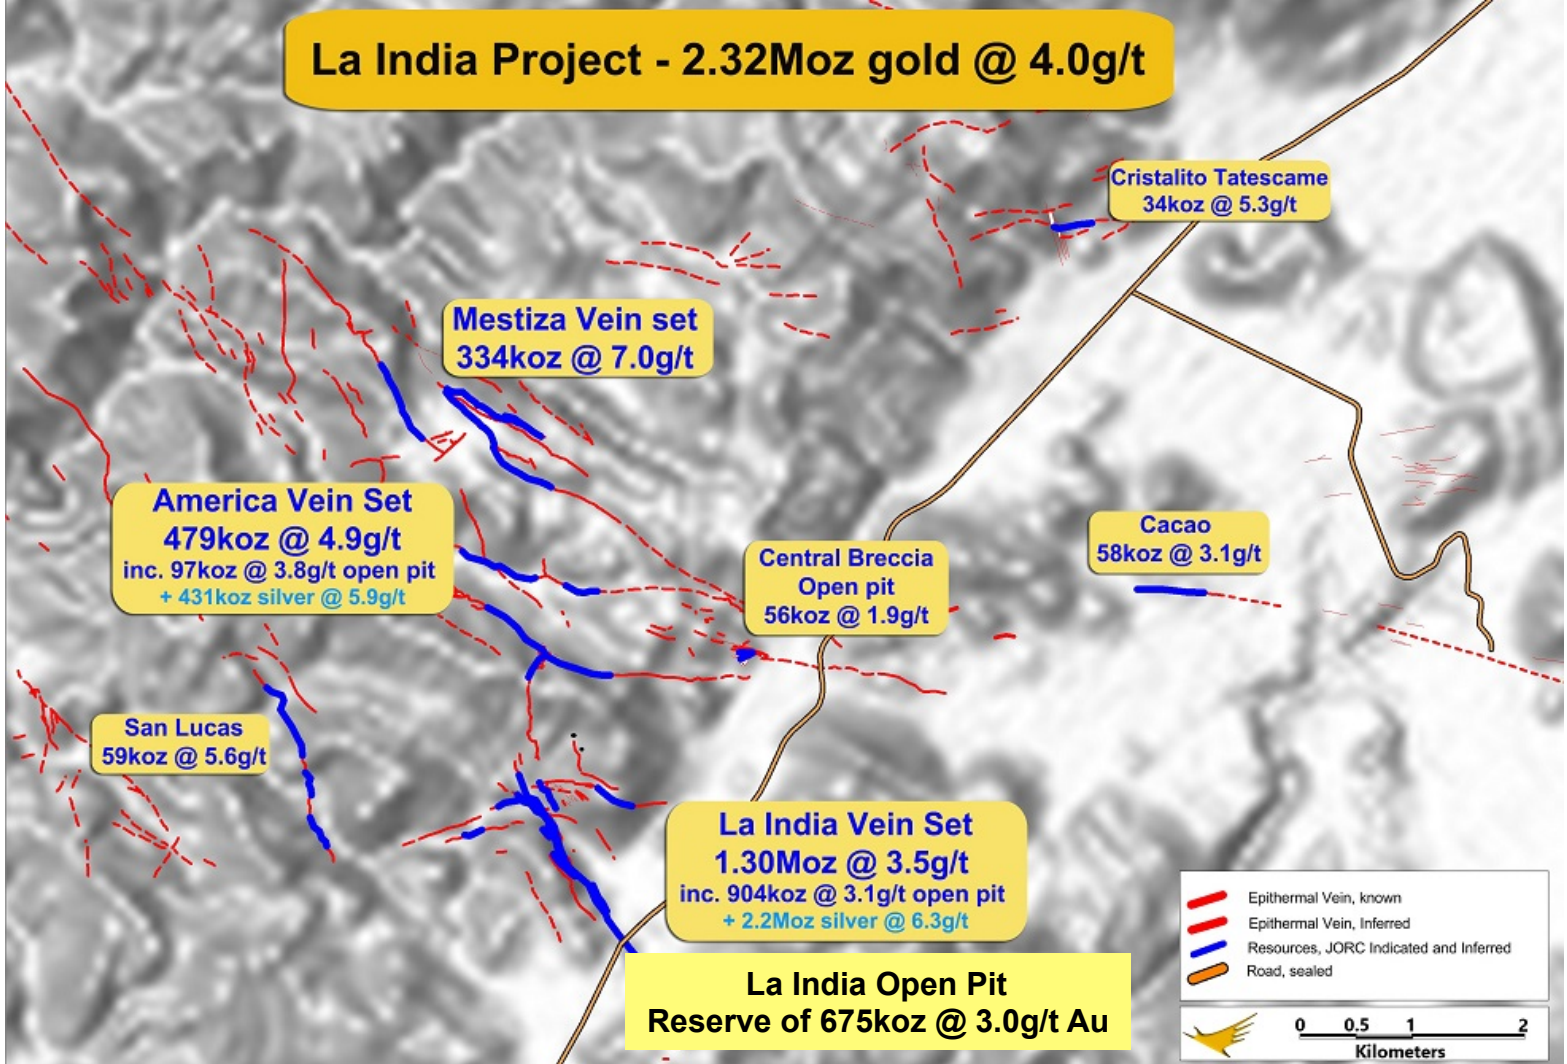 La India Project - 2.32Moz gold @ 4.0g/t
Cristalito Tatescame
34koz @ 5.3g/t
Mestiza Vein set
334koz @ 7.0g/t
America Vein Set
479koz @ 4.9g/t
inc. 97koz @ 3.8g/t open pit
+ 431koz silver @ 5.9g/t
Central Breccia
Open pit
56koz @ 1.9g/t
Cacao
58koz @ 3.1g/t
San Lucas
59koz @ 5.6g/t
La India Vein Set
1.30Moz @ 3.5g/t
inc. 904koz @ 3.1g/t open pit
+ 2.2Moz silver @ 6.3g/t
La India Open Pit
Reserve of 675koz @ 3.0g/t Au
Epithermal Vein, known
Epithermal Vein, Inferred
Resources, JORC Indicated and Inferred
Road, sealed
0 0.5 1 2
Kilometers